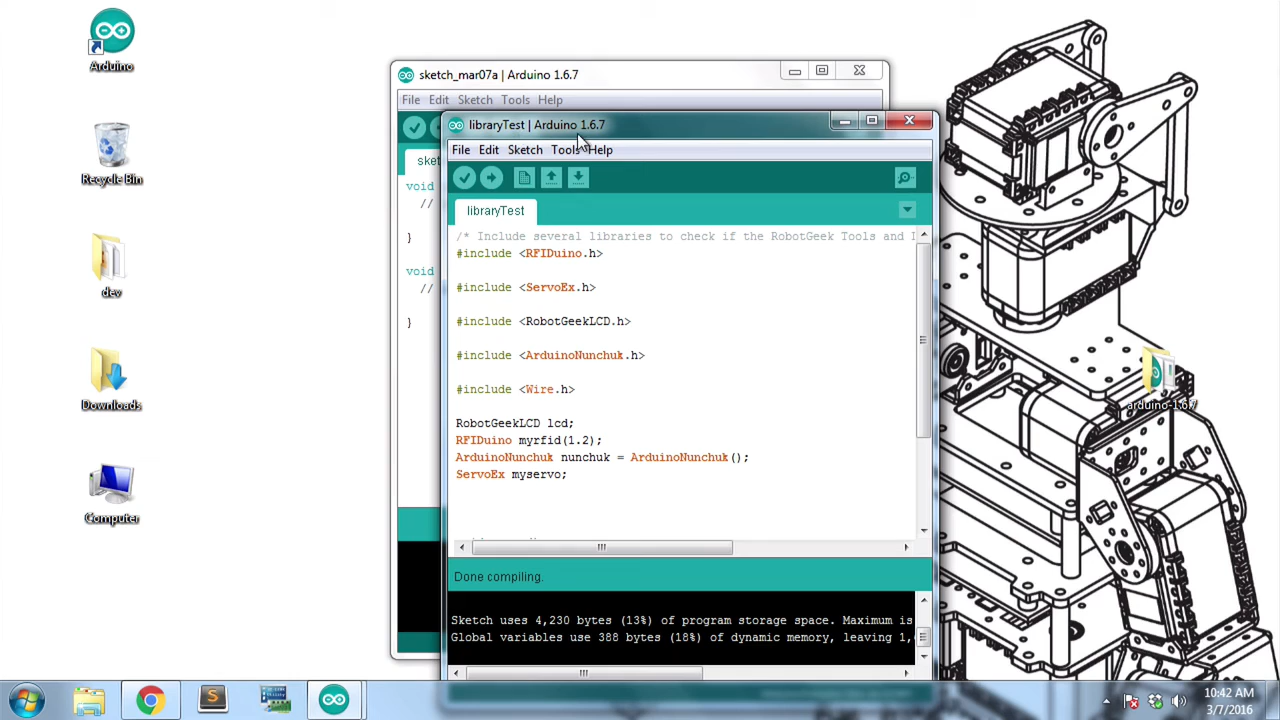 Arduino
Recycle Bin
dev
Downloads
Computer
sketch_mar07a | Arduino 1.6.7
File Edit Sketch Tools Help
void
//
}
void
//
}
libraryTest | Arduino 1.6.7
File Edit Sketch Tools Help
libraryTest
/* Include several libraries to check if the RobotGeek Tools and
#include <RFIDuino.h>
#include <ServoEx.h>
#include <RobotGeekLCD.h>
#include <ArduinoNunchuk.h>
#include <Wire.h>
RobotGeekLCD lcd;
RFIDuino myrfid(1.2);
ArduinoNunchuk nunchuk = ArduinoNunchuk();
ServoEx myservo;
Done compiling.
Sketch uses 4,230 bytes (13%) of program storage space. Maximum is
Global variables use 388 bytes (18%) of dynamic memory, leaving 1,
arduino-1.6.7
10:42 AM
3/7/2016